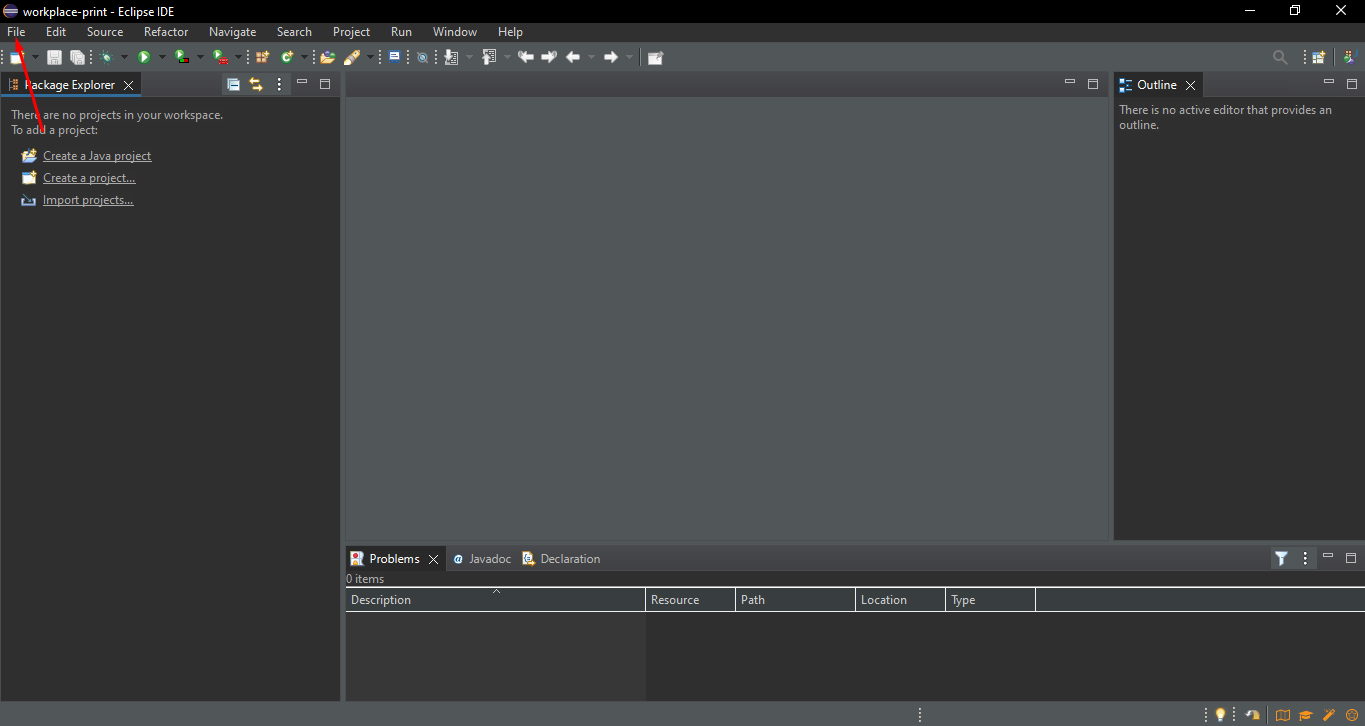 workplace-print - Eclipse IDE
File Edit Source Refactor Navigate Search Project Run Window Help
Package Explorer
There are no projects in your workspace.
To add a project:
Create a Java project
Create a project...
Import projects...
Outline
There is no active editor that provides an
outline.
Problems Javadoc Declaration
0 items
Description Resource Path Location Type